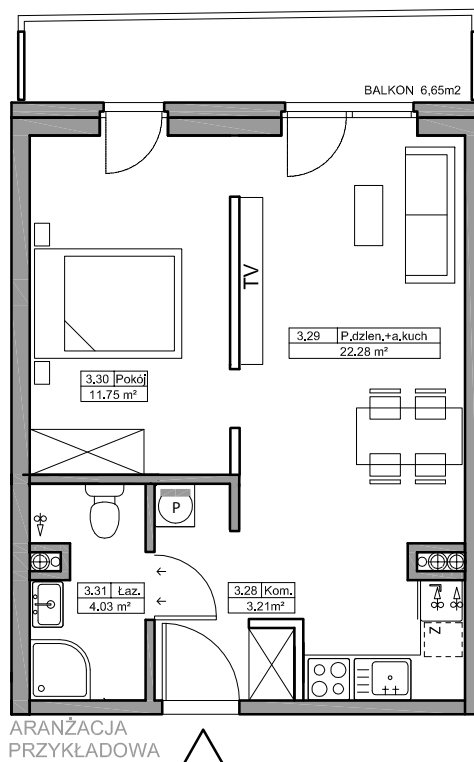 BALKON 6,65m2
TV
3.29 P.dzien.+a.kuch
22.28 m²
3.30 Pokój
11.75 m²
P
3.31 Łaz.
4.03 m²
3.28 Kom.
3.21m²
Z
ARANŻACJA
PRZYKŁADOWA